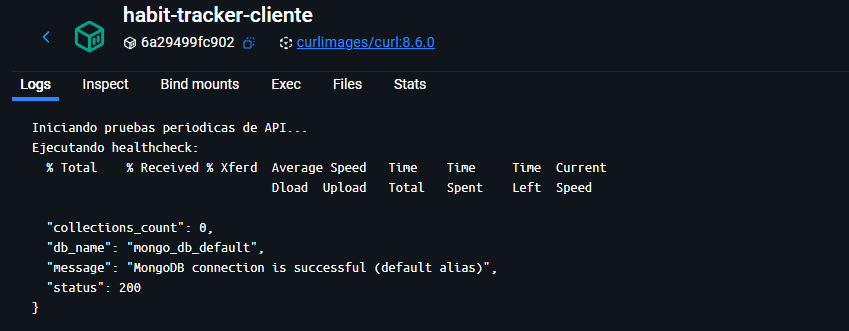 habit-tracker-cliente
6a29499fc902 curlimages/curl:8.6.0
Logs Inspect Bind mounts Exec Files Stats
Iniciando pruebas periodicas de API...
Ejecutando healthcheck:
% Total % Received % Xferd Average Speed Time Time Time Current
Dload Upload Total Spent Left Speed
"collections_count": 0,
"db_name": "mongo_db_default",
"message": "MongoDB connection is successful (default alias)",
"status": 200
}